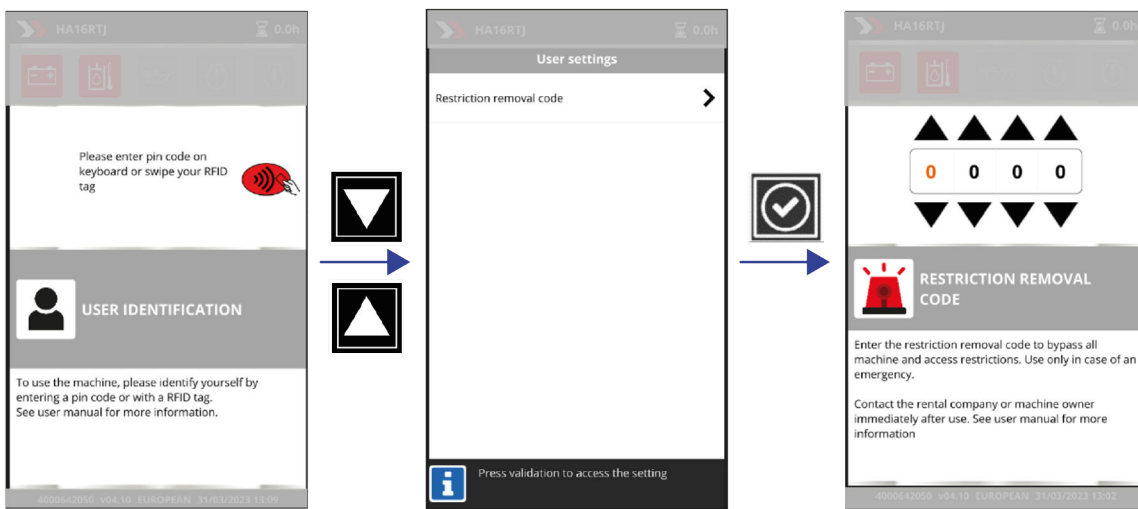 HA16RTJ
0.0h
Please enter pin code on
keyboard or swipe your RFID
tag
USER IDENTIFICATION
To use the machine, please identify yourself by
entering a pin code or with a RFID tag.
See user manual for more information.
4000642050 v04.10 EUROPEAN 31/03/2023 13:09
HA16RTJ
0.0h
User settings
Restriction removal code
Press validation to access the setting
HA16RTJ
0.0h
0 0 0 0
RESTRICTION REMOVAL
CODE
Enter the restriction removal code to bypass all
machine and access restrictions. Use only in case of an
emergency.
Contact the rental company or machine owner
immediately after use. See user manual for more
information
4000642050 v04.10 EUROPEAN 31/03/2023 13:02